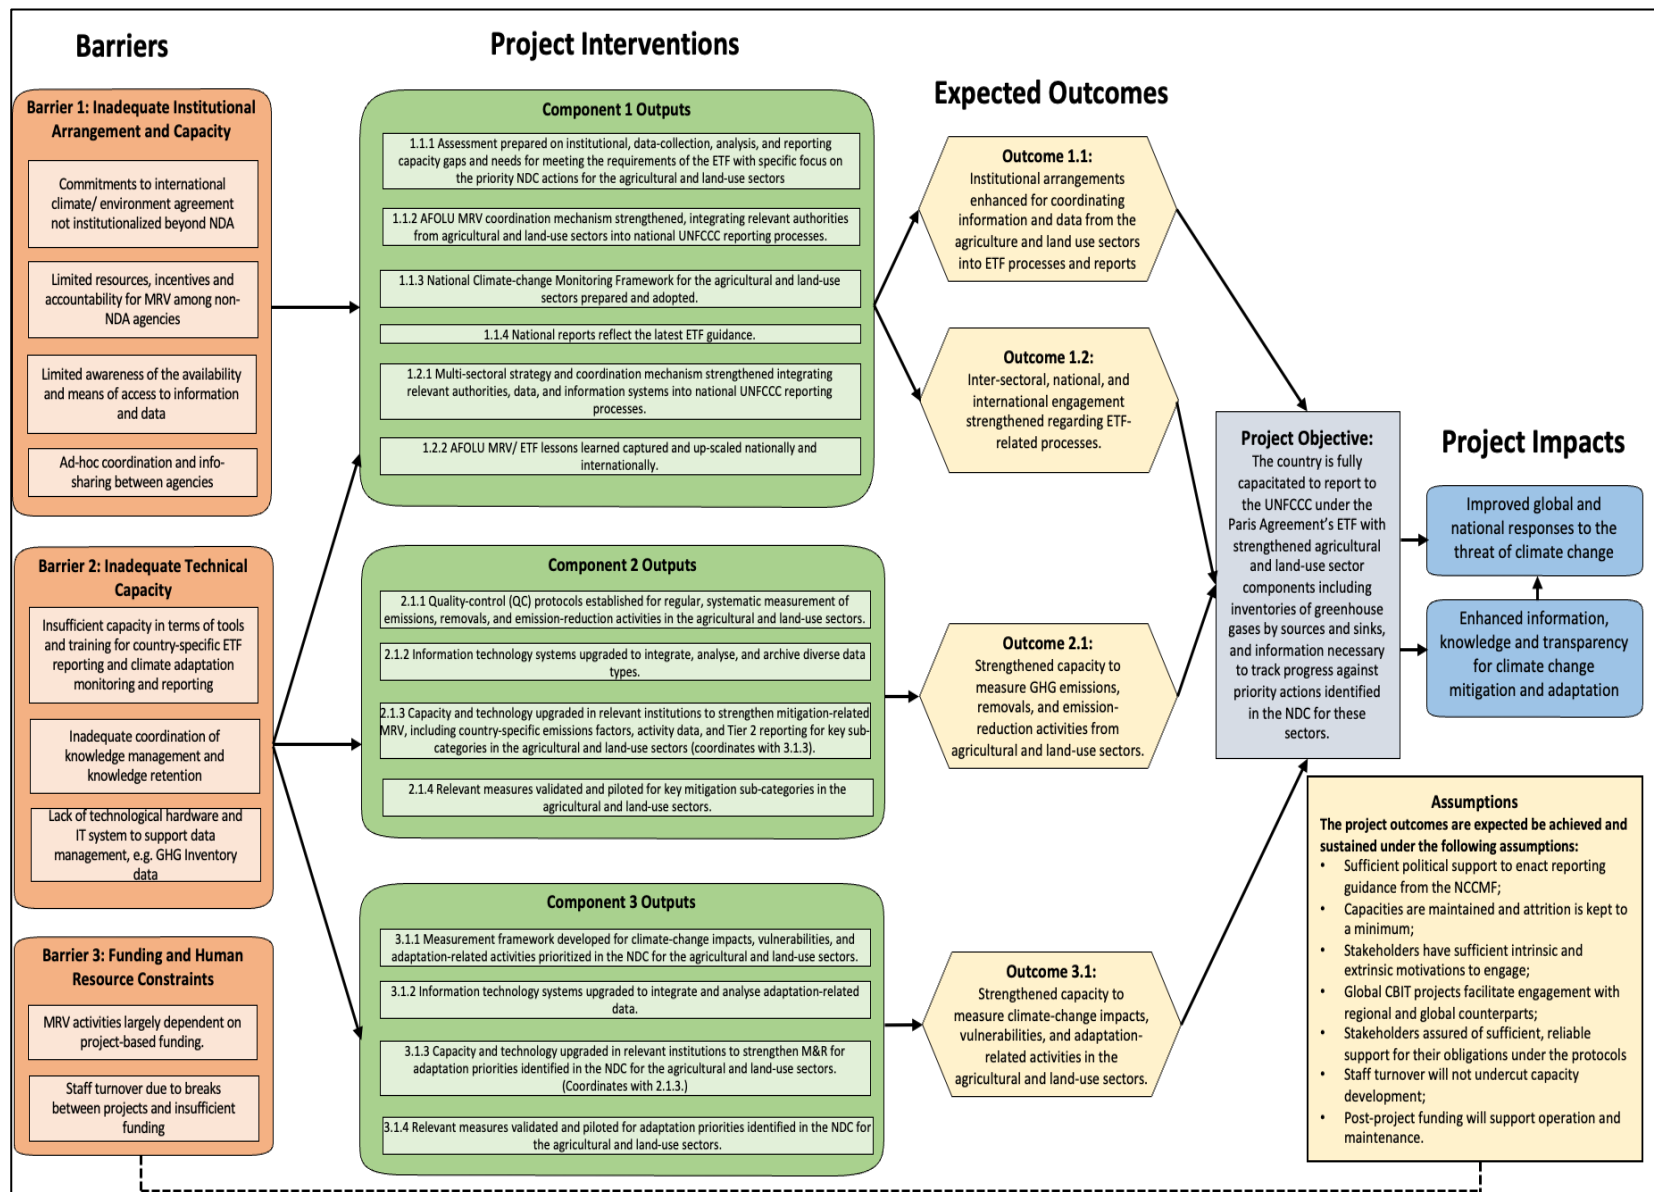 Barriers
Barrier 1: Inadequate Institutional
Arrangement and Capacity
Commitments to international
climate/ environment agreement
not institutionalized beyond NDA
Limited resources, incentives and
accountability for MRV among non-
NDA agencies
Limited awareness of the availability
and means of access to information
and data
Ad-hoc coordination and info-
sharing between agencies
Barrier 2: Inadequate Technical
Capacity
Insufficient capacity in terms of tools
and training for country-specific ETF
reporting and climate adaptation
monitoring and reporting
Inadequate coordination of
knowledge management and
knowledge retention
Lack of technological hardware and
IT system to support data
management, e.g. GHG Inventory
data
Barrier 3: Funding and Human
Resource Constraints
MRV activities largely dependent on
project-based funding.
Staff turnover due to breaks
between projects and insufficient
funding
Project Interventions
Component 1 Outputs
1.1.1 Assessment prepared on institutional, data-collection, analysis, and reporting
capacity gaps and needs for meeting the requirements of the ETF with specific focus on
the priority NDC actions for the agricultural and land-use sectors
1.1.2 AFOLU MRV coordination mechanism strengthened, integrating relevant authorities
from agricultural and land-use sectors into national UNFCCC reporting processes.
1.1.3 National Climate-change Monitoring Framework for the agricultural and land-use
sectors prepared and adopted.
1.1.4 National reports reflect the latest ETF guidance.
1.2.1 Multi-sectoral strategy and coordination mechanism strengthened integrating
relevant authorities, data, and information systems into national UNFCCC reporting
processes.
1.2.2 AFOLU MRV/ ETF lessons learned captured and up-scaled nationally and
internationally.
Component 2 Outputs
2.1.1 Quality-control (QC) protocols established for regular, systematic measurement of
emissions, removals, and emission-reduction activities in the agricultural and land-use sectors.
2.1.2 Information technology systems upgraded to integrate, analyse, and archive diverse data
types.
2.1.3 Capacity and technology upgraded in relevant institutions to strengthen mitigation-related
MRV, including country-specific emissions factors, activity data, and Tier 2 reporting for key sub-
categories in the agricultural and land-use sectors (coordinates with 3.1.3).
2.1.4 Relevant measures validated and piloted for key mitigation sub-categories in the
agricultural and land-use sectors.
Component 3 Outputs
3.1.1 Measurement framework developed for climate-change impacts, vulnerabilities, and
adaptation-related activities prioritized in the NDC for the agricultural and land-use sectors.
3.1.2 Information technology systems upgraded to integrate and analyse adaptation-related
data.
3.1.3 Capacity and technology upgraded in relevant institutions to strengthen M&R for
adaptation priorities identified in the NDC for the agricultural and land-use sectors.
(Coordinates with 2.1.3.)
3.1.4 Relevant measures validated and piloted for adaptation priorities identified in the NDC for
the agricultural and land-use sectors.
Expected Outcomes
Outcome 1.1:
Institutional arrangements
enhanced for coordinating
information and data from the
agriculture and land use sectors
into ETF processes and reports
Outcome 1.2:
Inter-sectoral, national, and
international engagement
strengthened regarding ETF-
related processes.
Outcome 2.1:
Strengthened capacity to
measure GHG emissions,
removals, and emission-
reduction activities from
agricultural and land-use sectors.
Outcome 3.1:
Strengthened capacity to
measure climate-change impacts,
vulnerabilities, and adaptation-
related activities in the
agricultural and land-use sectors.
Project Objective:
The country is fully
capacitated to report to
the UNFCCC under the
Paris Agreement's ETF with
strengthened agricultural
and land-use sector
components including
inventories of greenhouse
gases by sources and sinks,
and information necessary
to track progress against
priority actions identified
in the NDC for these
sectors.
Project Impacts
Improved global and
national responses to the
threat of climate change
Enhanced information,
knowledge and transparency
for climate change
mitigation and adaptation
Assumptions
The project outcomes are expected be achieved and
sustained under the following assumptions:
• Sufficient political support to enact reporting
guidance from the NCCMF;
• Capacities are maintained and attrition is kept to
a minimum;
• Stakeholders have sufficient intrinsic and
extrinsic motivations to engage;
• Global CBIT projects facilitate engagement with
regional and global counterparts;
• Stakeholders assured of sufficient, reliable
support for their obligations under the protocols
• Staff turnover will not undercut capacity
development;
• Post-project funding will support operation and
maintenance.